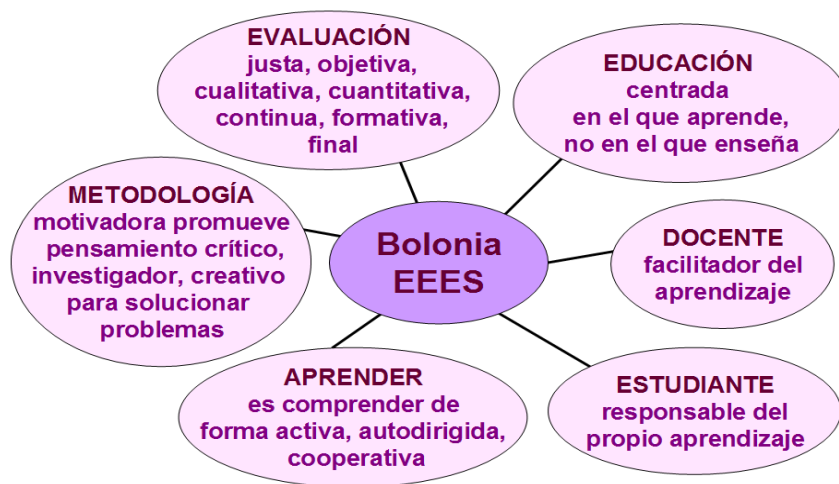 EVALUACIÓN
justa, objetiva,
cualitativa, cuantitativa,
continua, formativa,
final
EDUCACIÓN
centrada
en el que aprende,
no en el que enseña
METODOLOGÍA
motivadora promueve
pensamiento crítico,
investigador, creativo
para solucionar
problemas
Bolonia
EEES
DOCENTE
facilitador del
aprendizaje
APRENDER
es comprender de
forma activa, autodirigida,
cooperativa
ESTUDIANTE
responsable del
propio aprendizaje